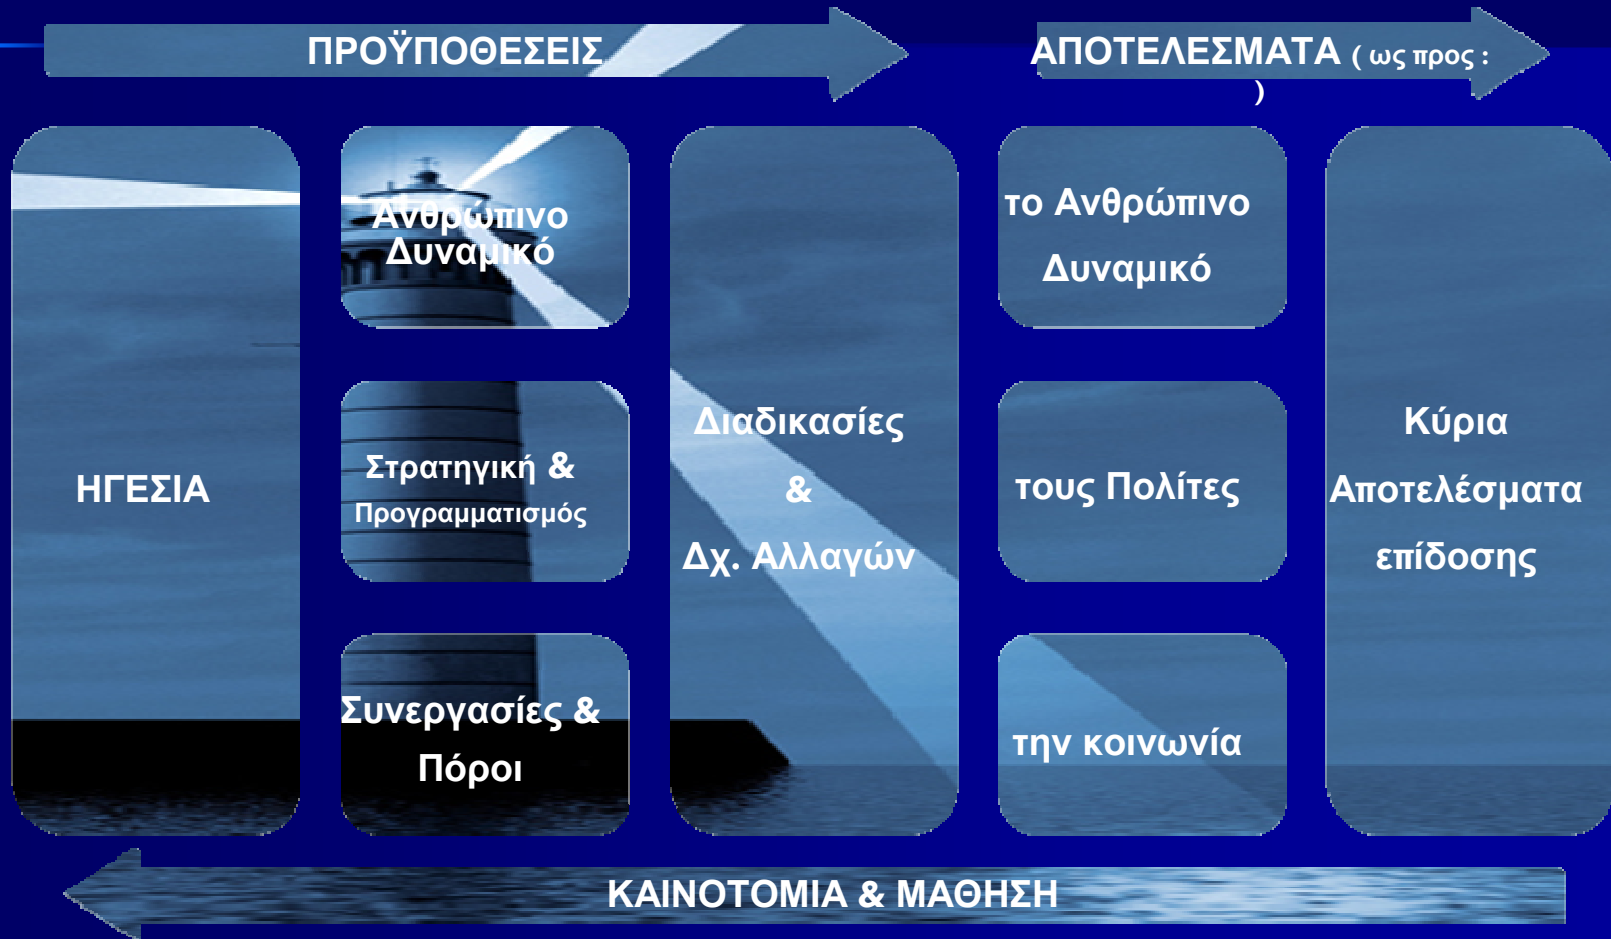 ΠΡΟΫΠΟΘΕΣΕΙΣ
ΑΠΟΤΕΛΕΣΜΑΤΑ ( ως προς :
)
ΗΓΕΣΙΑ
Ανθρώπινο
Δυναμικό
Στρατηγική &
Προγραμματισμός
Συνεργασίες &
Πόροι
Διαδικασίες
&
Δχ. Αλλαγών
το Ανθρώπινο
Δυναμικό
τους Πολίτες
την κοινωνία
Κύρια
Αποτελέσματα
επίδοσης
ΚΑΙΝΟΤΟΜΙΑ & ΜΑΘΗΣΗ